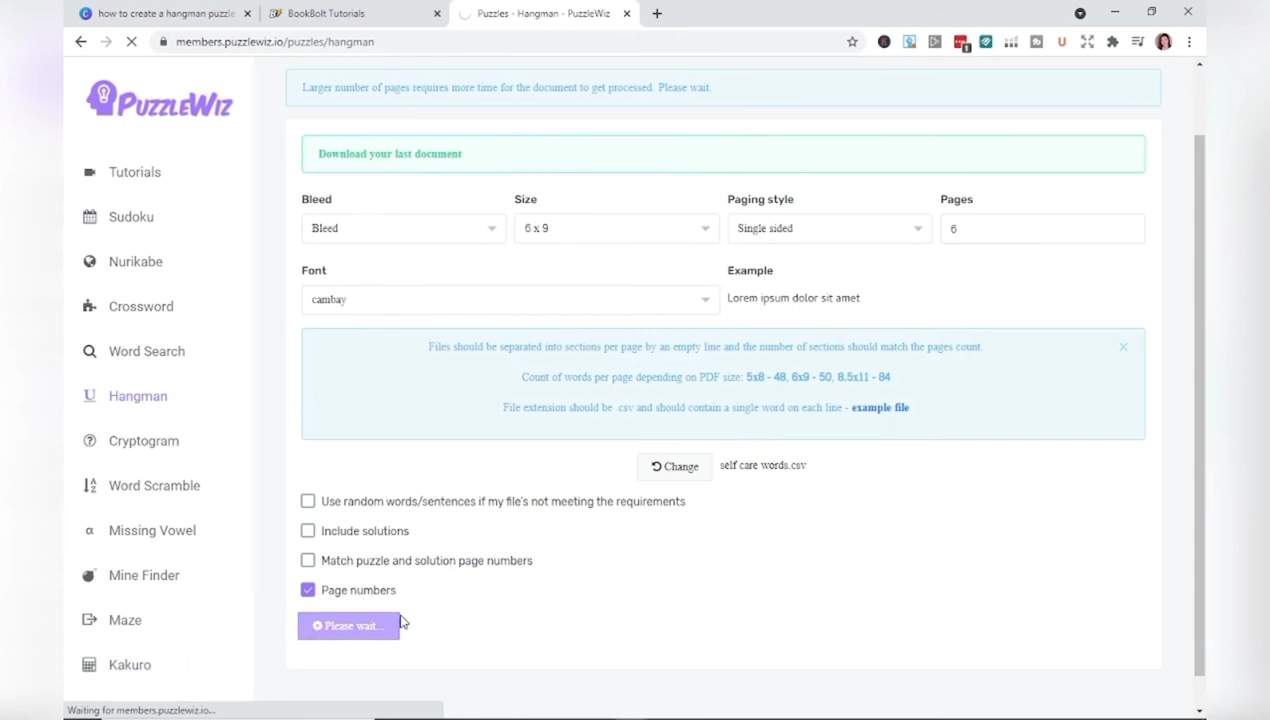 how to create a hangman puzzle
BookBolt Tutorials
Puzzles - Hangman - PuzzleWiz
members.puzzlewiz.io/puzzles/hangman
PUZZLEWIZ
Tutorials
Sudoku
Nurikabe
Crossword
Word Search
Hangman
Cryptogram
Word Scramble
Missing Vowel
Mine Finder
Maze
Kakuro
Larger number of pages requires more time for the document to get processed. Please wait.
Download your last document
Bleed Size Paging style Pages
Bleed 6 x 9 Single sided 6
Font Example
cambay Lorem ipsum dolor sit amet
Files should be separated into sections per page by an empty line and the number of sections should match the pages count.
Count of words per page depending on PDF size: 5x8 - 48, 6x9 - 50, 8.5x11 - 84
File extension should be .csv and should contain a single word on each line - example file
Change self care words.csv
Use random words/sentences if my file's not meeting the requirements
Include solutions
Match puzzle and solution page numbers
Page numbers
Please wait...
Waiting for members.puzzlewiz.io...